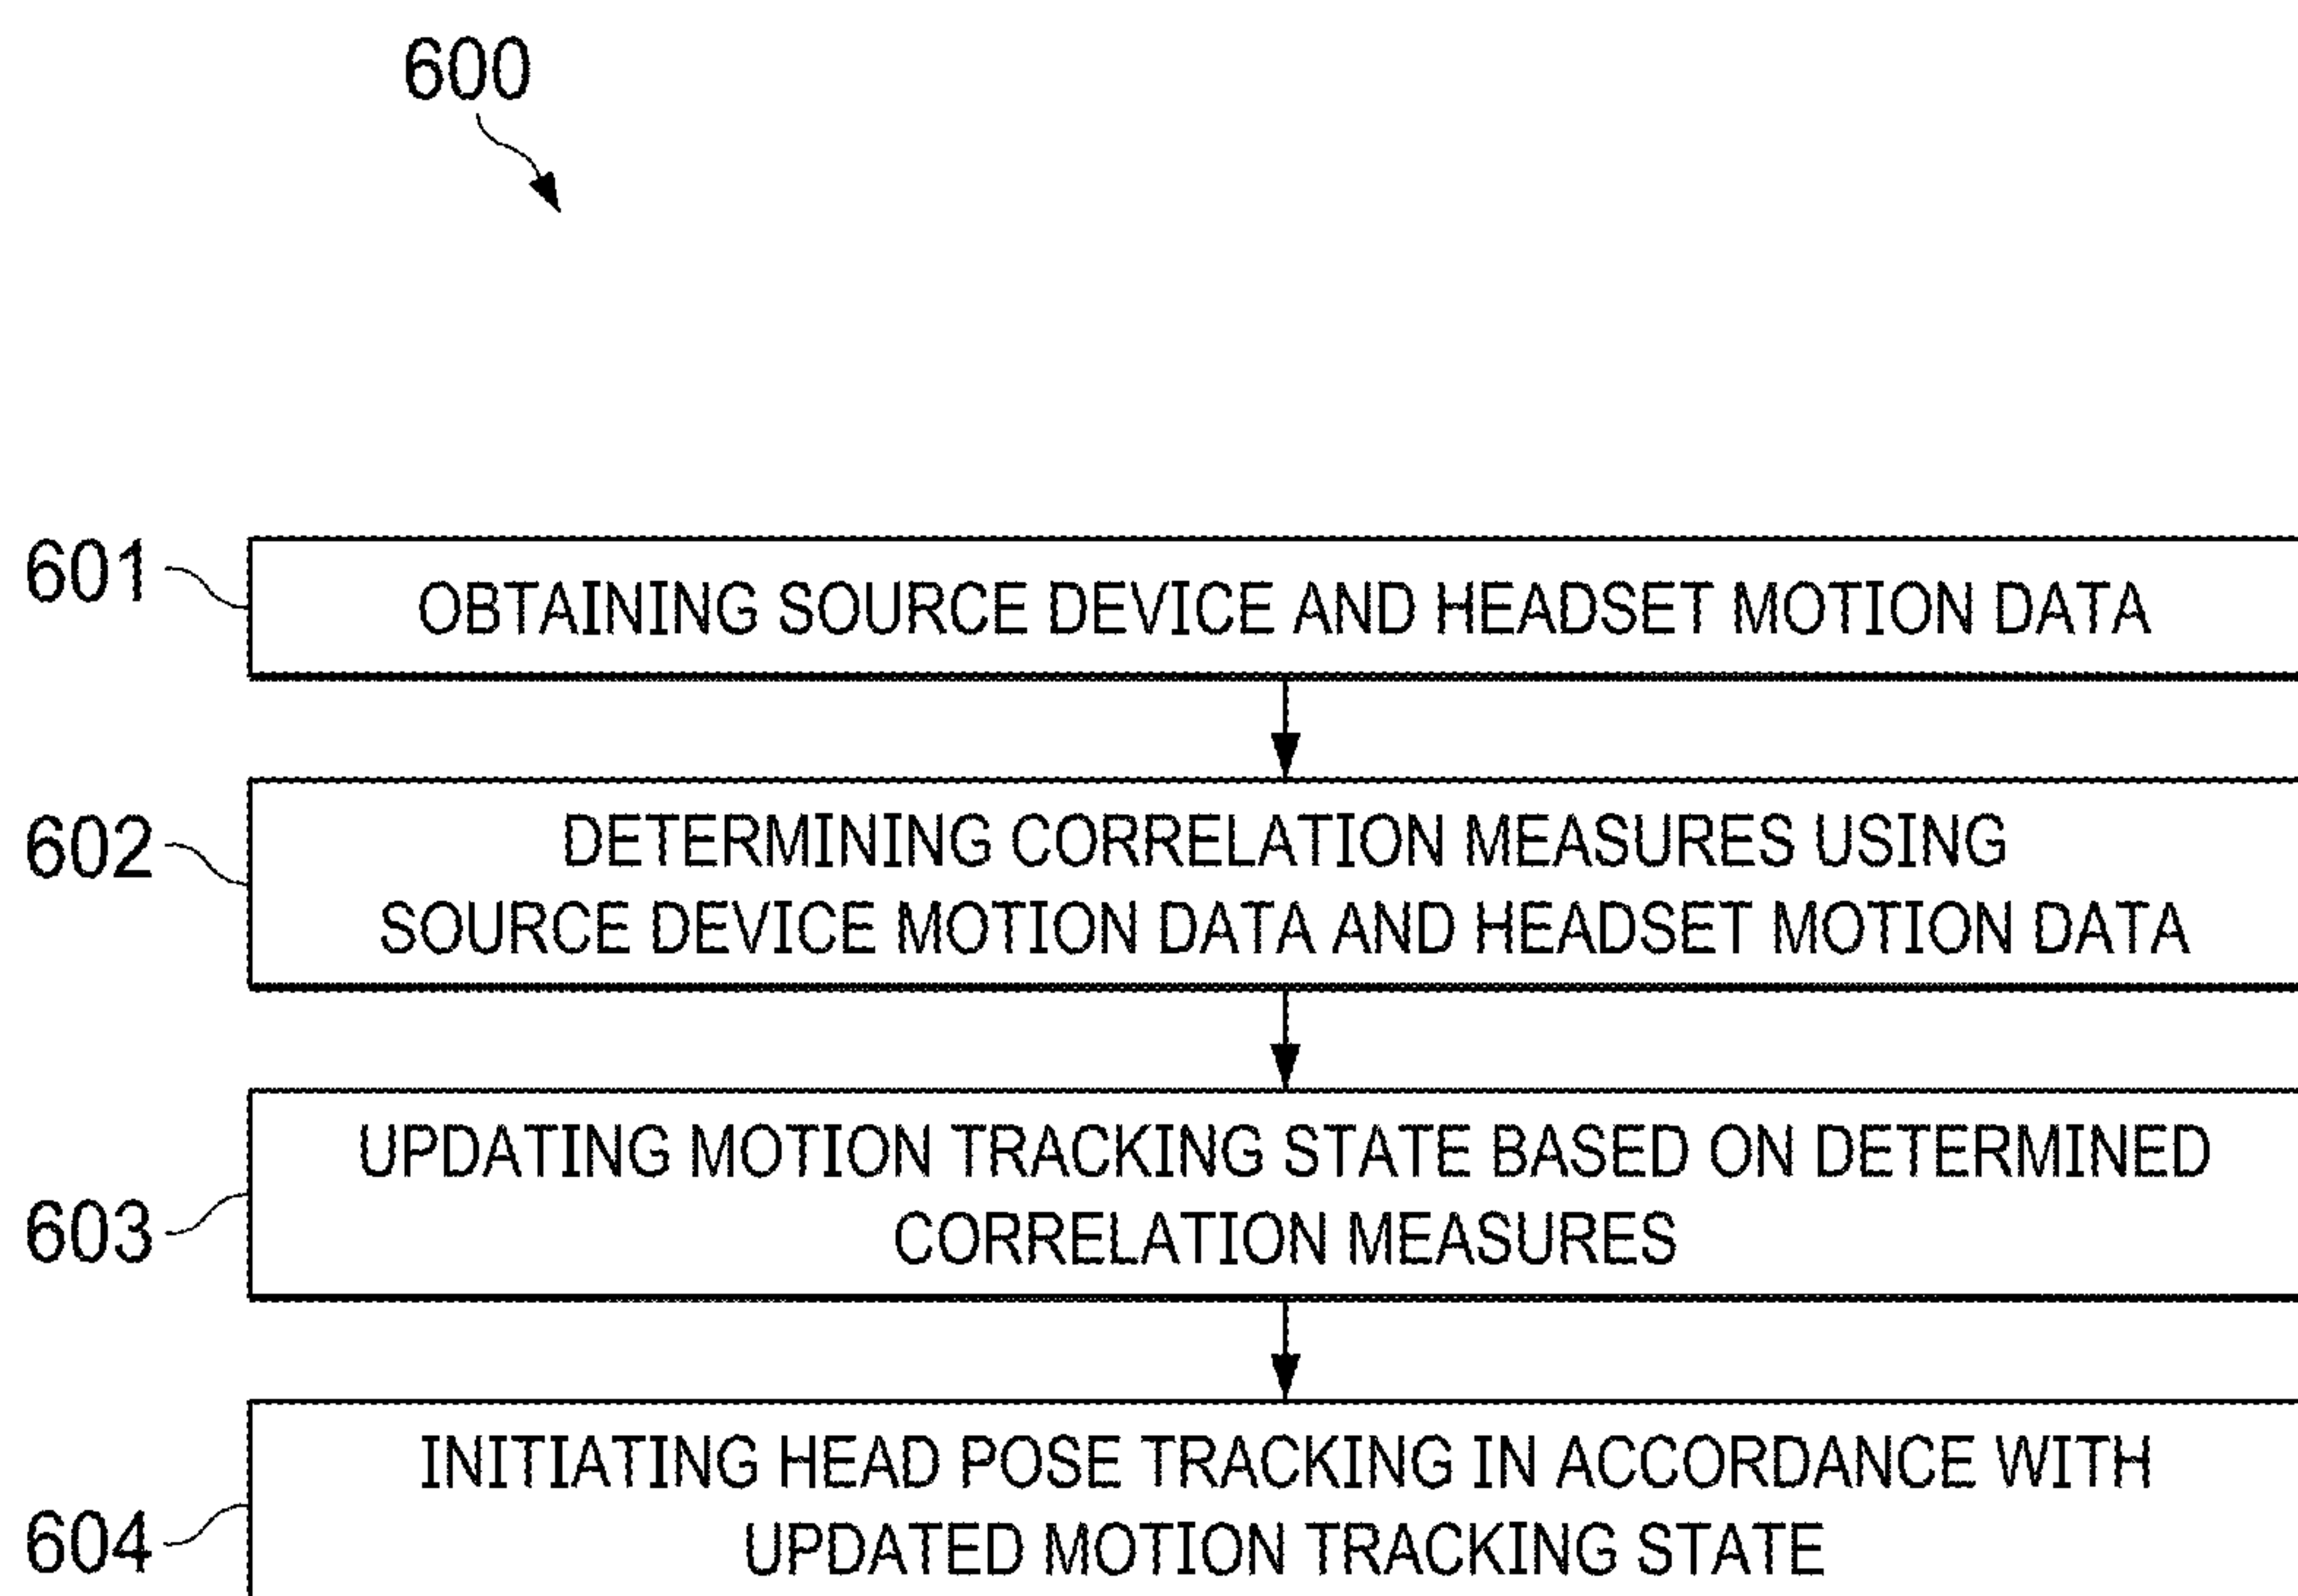 600
601
OBTAINING SOURCE DEVICE AND HEADSET MOTION DATA
602
DETERMINING CORRELATION MEASURES USING
SOURCE DEVICE MOTION DATA AND HEADSET MOTION DATA
603
UPDATING MOTION TRACKING STATE BASED ON DETERMINED
CORRELATION MEASURES
604
INITIATING HEAD POSE TRACKING IN ACCORDANCE WITH
UPDATED MOTION TRACKING STATE